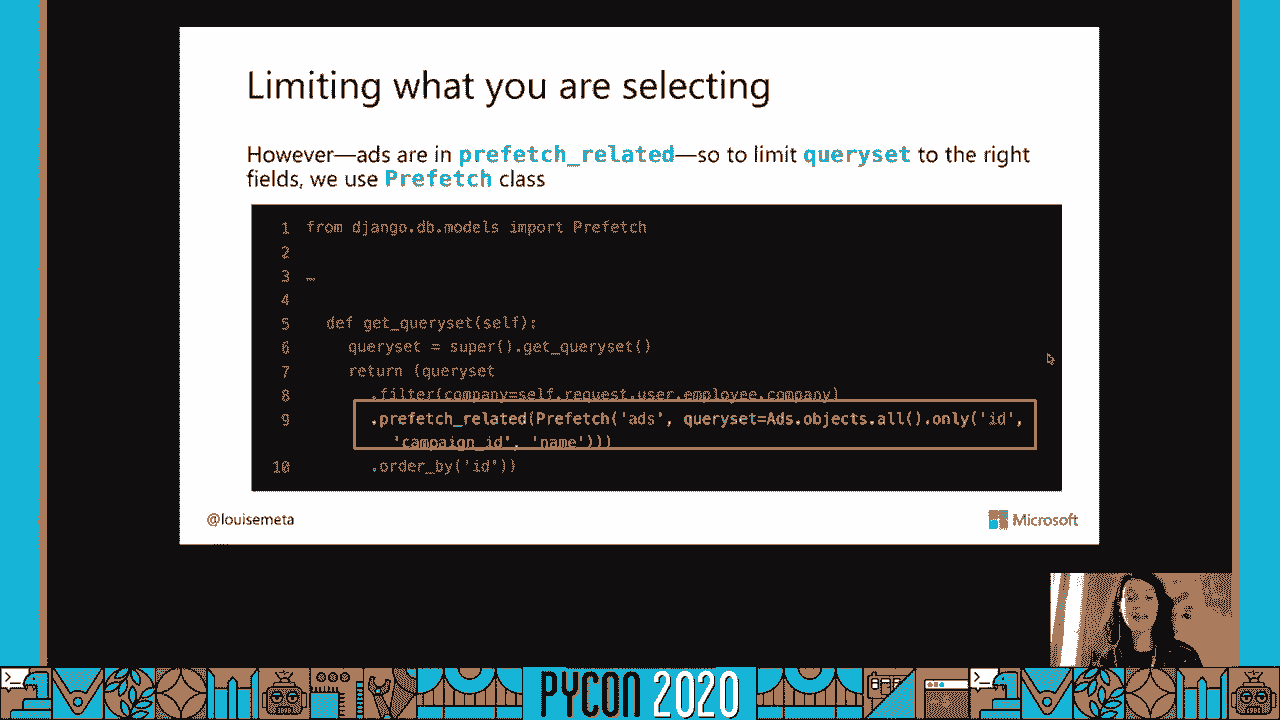 Limiting what you are selecting
However—ads are in prefetch_related—so to limit queryset to the right
fields, we use Prefetch class
1 from django.db.models import Prefetch
2
3 …
4
5 def get_queryset(self):
6 queryset = super().get_queryset()
7 return (queryset
8 .filter(company=self.request.user.employee.company)
9 .prefetch_related(Prefetch('ads', queryset=Ads.objects.all().only('id',
'campaign_id', 'name')))
10 .order_by('id'))
@louisemeta
Microsoft
PYCON 2020